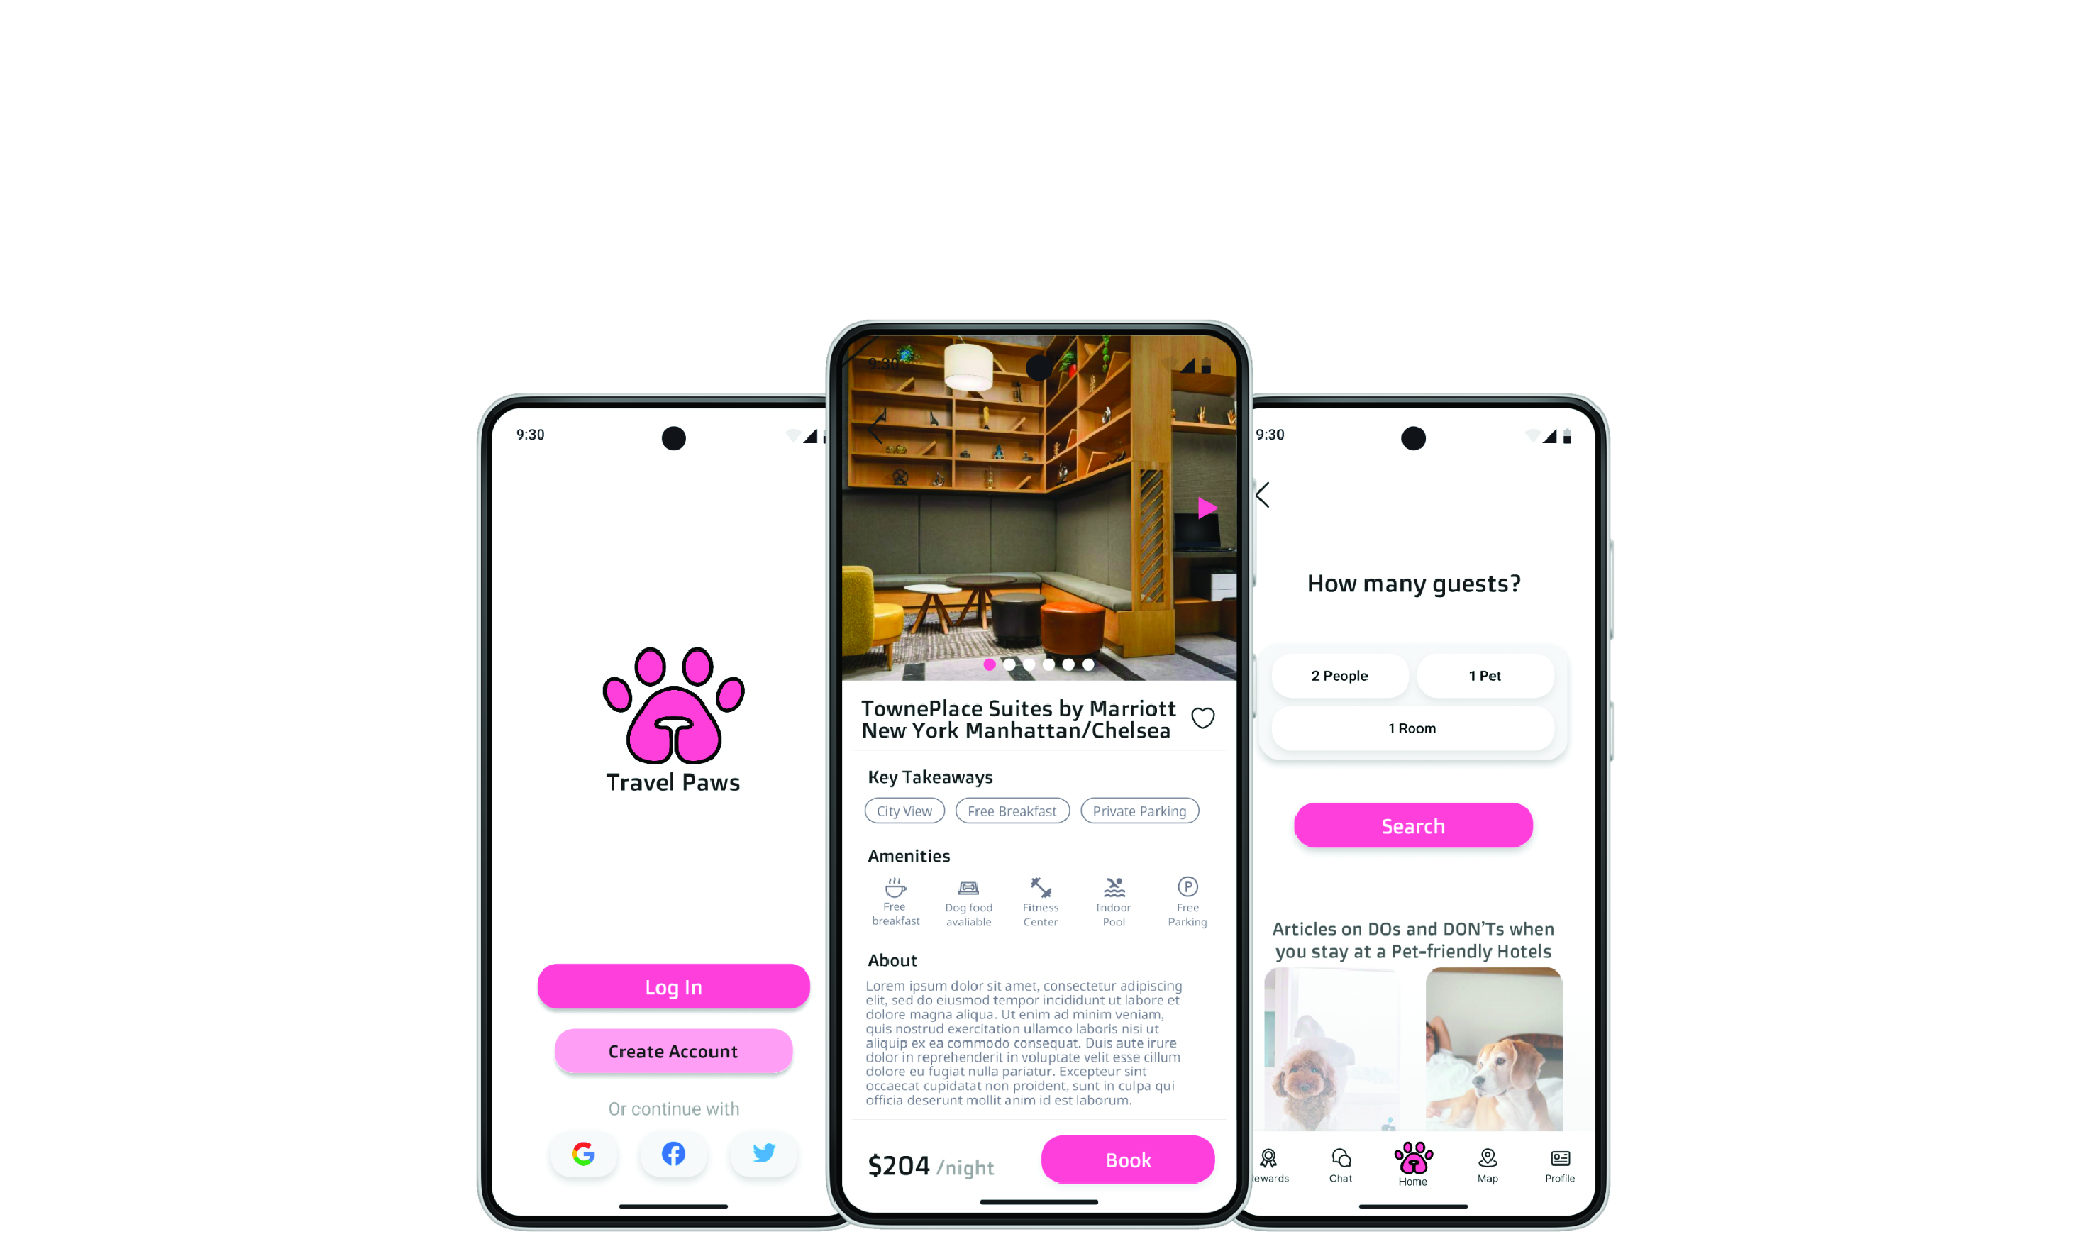 9:30
Travel Paws
Log In
Create Account
Or continue with
9:30
TownePlace Suites by Marriott
New York Manhattan/Chelsea
Key Takeaways
City View
Free Breakfast
Private Parking
Amenities
Free
breakfast
Dog food
avaliable
Fitness
Center
Indoor
Pool
Free
Parking
About
Lorem ipsum dolor sit amet, consectetur adipiscing
elit, sed do eiusmod tempor incididunt ut labore et
dolore magna aliqua. Ut enim ad minim veniam,
quis nostrud exercitation ullamco laboris nisi ut
aliquip ex ea commodo consequat. Duis aute irure
dolor in reprehenderit in voluptate velit esse cillum
dolore eu fugiat nulla pariatur. Excepteur sint
occaecat cupidatat non proident, sunt in culpa qui
officia deserunt mollit anim id est laborum.
$204 /night
Book
9:30
How many guests?
2 People
1 Pet
1 Room
Search
Articles on DOs and DON'Ts when
you stay at a Pet-friendly Hotels
ewards
Chat
Home
Map
Profile